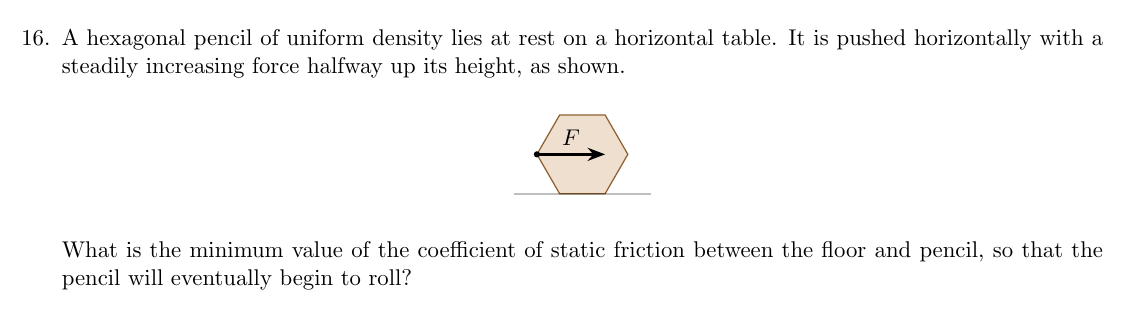 16. A hexagonal pencil of uniform density lies at rest on a horizontal table. It is pushed horizontally with a
steadily increasing force halfway up its height, as shown.
F
What is the minimum value of the coefficient of static friction between the floor and pencil, so that the
pencil will eventually begin to roll?